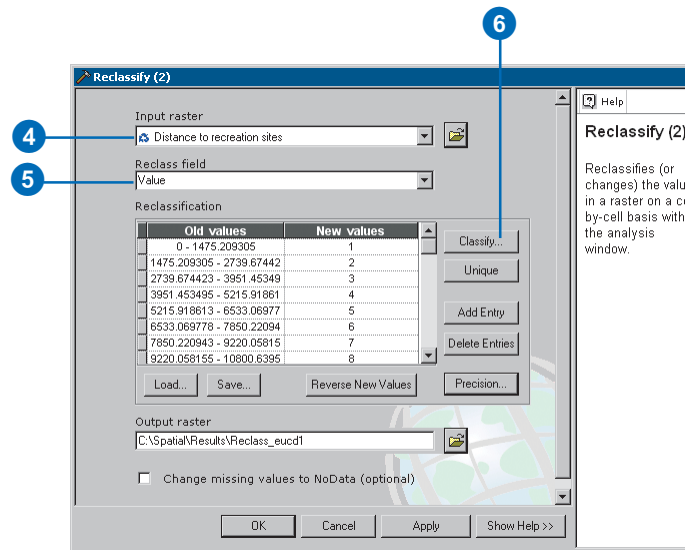 6
Reclassify (2)
Input raster
4
Distance to recreation sites
Reclass field
5
Value
Reclassification
Old values New values
0 - 1475.209305 1
1475.209305 - 2739.67442 2
2739.674423 - 3951.45349 3
3951.453495 - 5215.91861 4
5215.918613 - 6533.06977 5
6533.069778 - 7850.22094 6
7850.220943 - 9220.05815 7
9220.058155 - 10800.6395 8
Classify...
Unique
Add Entry
Delete Entries
Load... Save... Reverse New Values Precision...
Output raster
C:\Spatial\Results\Reclass_eucd1
Change missing values to NoData (optional)
OK Cancel Apply Show Help >>
Help
Reclassify (2)
Reclassifies (or
changes) the valu
in a raster on a c
by-cell basis with
the analysis
window.